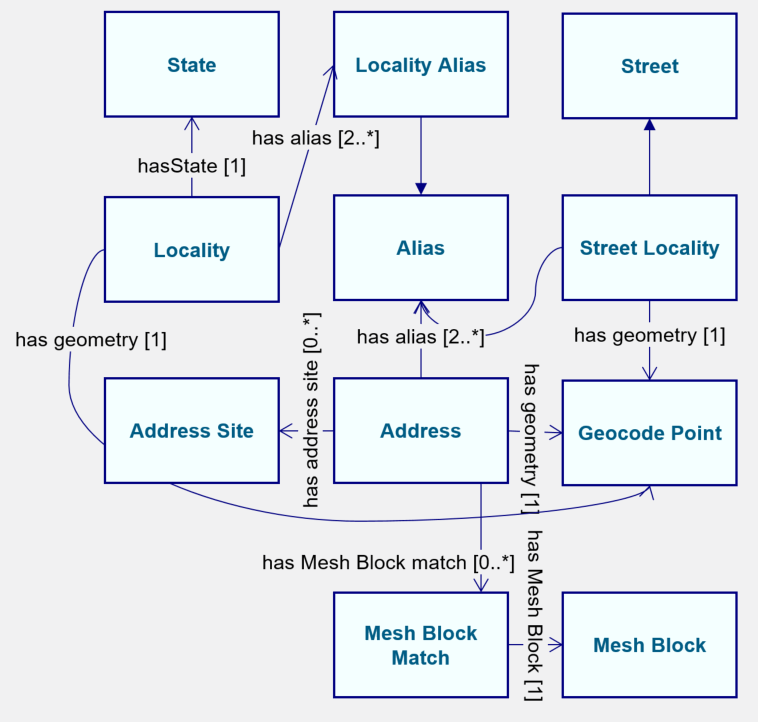 State
Locality Alias
Street
has alias [2..*]
hasState [1]
Locality
Alias
Street Locality
has geometry [1]
has alias [2..*]
has geometry [1]
has address site [0..*]
has geometry [1]
Address Site
Address
Geocode Point
has Mesh Block match [0..*]
has Mesh Block [1]
Mesh Block
Match
Mesh Block